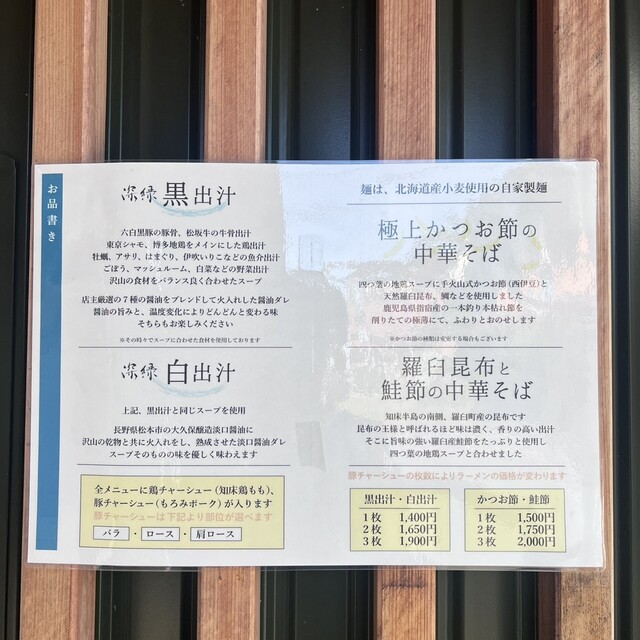 お品書き
深緑 黒出汁
六白黒豚の豚骨、松坂牛の牛骨出汁
東京シャモ、博多地鶏をメインにした鶏出汁
牡蠣、アサリ、はまぐり、伊吹いりこなどの魚介出汁
ごぼう、マッシュルーム、白菜などの野菜出汁
沢山の食材をバランス良く合わせたスープ
店主厳選の7種の醤油をブレンドして火入れした醤油ダレ
醤油の旨みと、温度変化によりどんどんと変わる味
そちらもお楽しみください
※その時々でスープに合わせた食材を使用しております
深緑 白出汁
上記、黒出汁と同じスープを使用
長野県松本市の大久保醸造淡口醤油に
沢山の乾物と共に火入れをし、熟成させた淡口醤油ダレ
スープそのものの味を優しく味わえます
全メニューに鶏チャーシュー（知床鶏もも）、
豚チャーシュー（もろみポーク）が入ります
豚チャーシューは下記より部位が選べます
バラ・ロース・肩ロース
麺は、北海道産小麦使用の自家製麺
極上かつお節の
中華そば
四つ葉の地鶏スープに手火山式かつお節（西伊豆）と
天然羅臼昆布、鯛などを使用しました
鹿児島県指宿産の一本釣り本枯れ節を
削りたての極薄にて、ふわりとおのせします
※かつお節の種類は変更する場合もございます
羅臼昆布と
鮭節の中華そば
知床半島の南側、羅臼町産の昆布です
昆布の王様と呼ばれるほど味は濃く、香りの高い出汁
そこに旨味の強い羅臼産鮭節をたっぷりと使用し
四つ葉の地鶏スープと合わせました
豚チャーシューの枚数によりラーメンの価格が変わります
黒出汁・白出汁
1枚 1,400円
2枚 1,650円
3枚 1,900円
かつお節・鮭節
1枚 1,500円
2枚 1,750円
3枚 2,000円